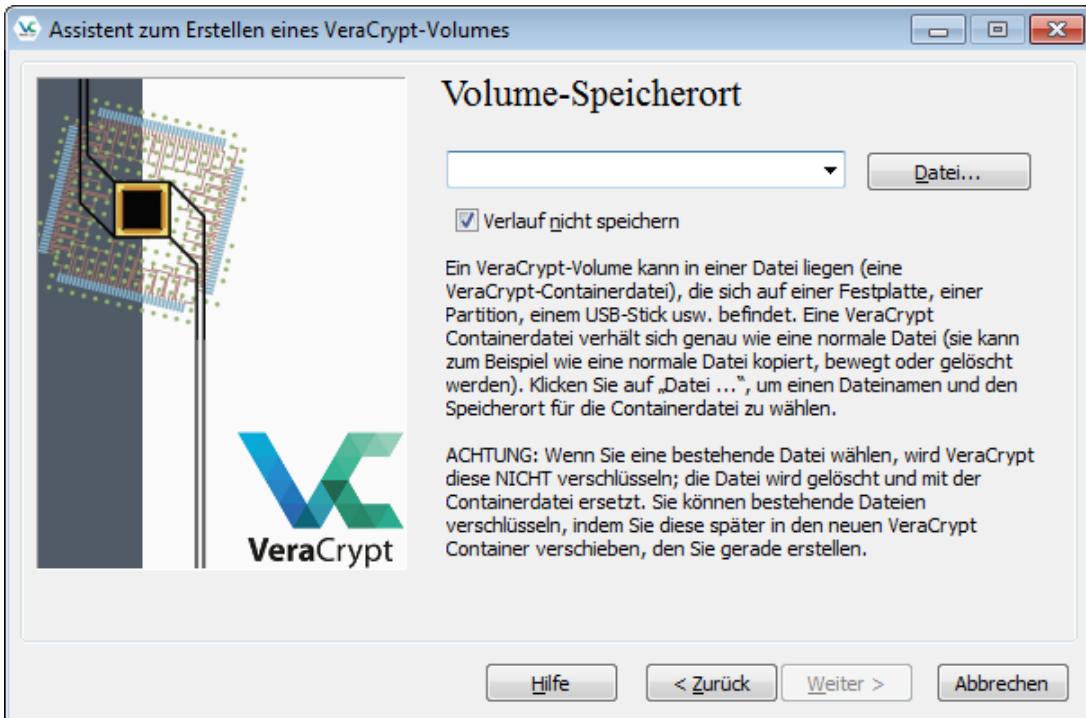 Assistent zum Erstellen eines VeraCrypt-Volumes
Volume-Speicherort
Datei...
Verlauf nicht speichern
Ein VeraCrypt-Volume kann in einer Datei liegen (eine
VeraCrypt-Containerdatei), die sich auf einer Festplatte, einer
Partition, einem USB-Stick usw. befindet. Eine VeraCrypt
Containerdatei verhält sich genau wie eine normale Datei (sie kann
zum Beispiel wie eine normale Datei kopiert, bewegt oder gelöscht
werden). Klicken Sie auf „Datei ...“, um einen Dateinamen und den
Speicherort für die Containerdatei zu wählen.
ACHTUNG: Wenn Sie eine bestehende Datei wählen, wird VeraCrypt
diese NICHT verschlüsseln; die Datei wird gelöscht und mit der
Containerdatei ersetzt. Sie können bestehende Dateien
verschlüsseln, indem Sie diese später in den neuen VeraCrypt
Container verschieben, den Sie gerade erstellen.
VeraCrypt
Hilfe
< Zurück
Weiter >
Abbrechen